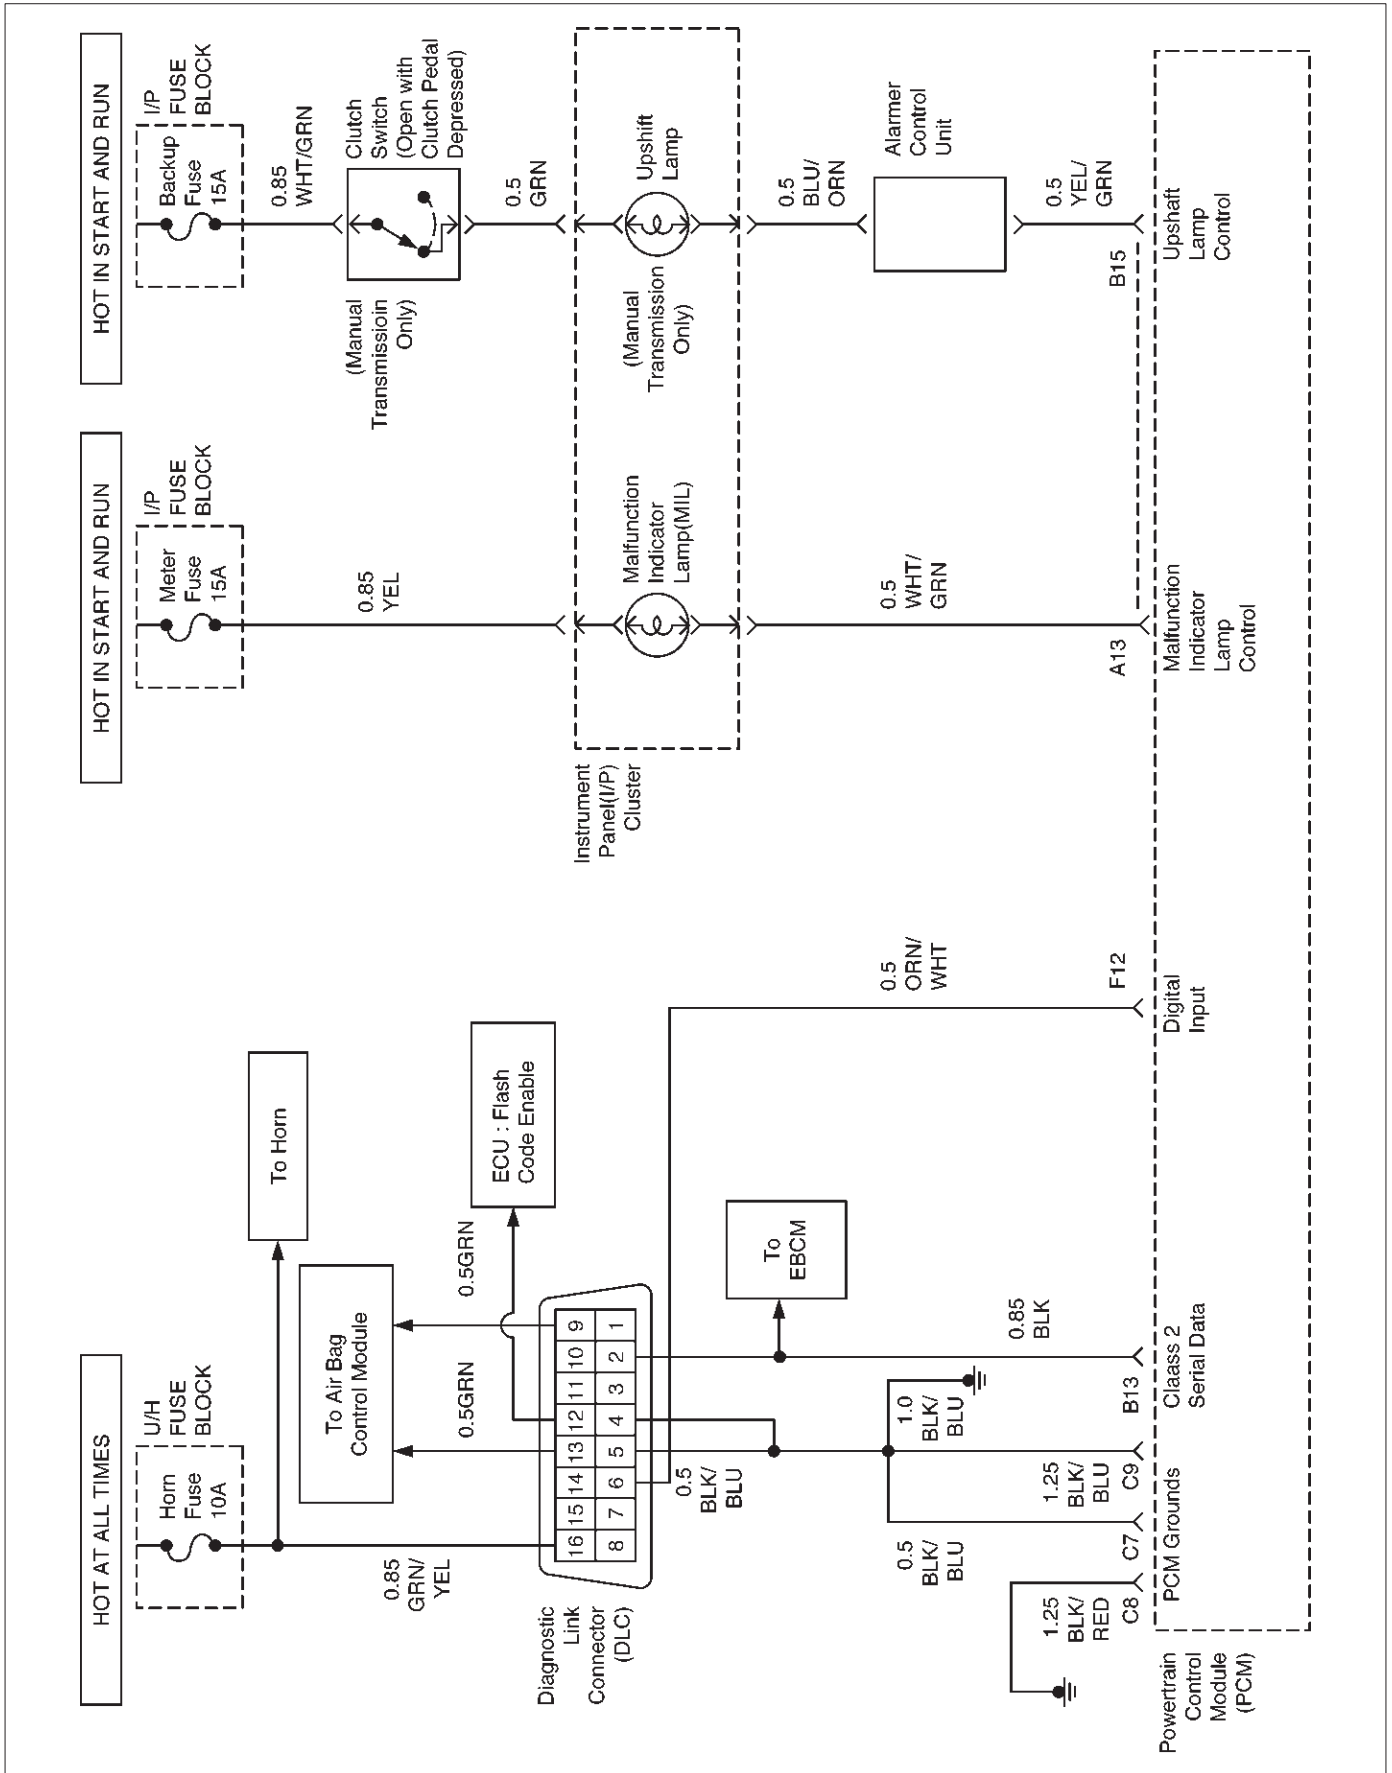 HOT AT ALL TIMES
U/H
FUSE
BLOCK
Horn
Fuse
10A
0.85
GRN/
YEL
To Horn
To Air Bag
Control Module
0.5GRN
0.5GRN
ECU : Flash
Code Enable
Diagnostic
Link
Connector
(DLC)
16 15 14 13 12 11 10 9
8 7 6 5 4 3 2 1
0.5
BLK/
BLU
To
EBCM
0.5
ORN/
WHT
1.25
BLK/
RED
C8
0.5
BLK/
BLU
C7
1.25
BLK/
BLU
C9
1.0
BLK/
BLU
0.85
BLK
B13
F12
PCM Grounds
Claass 2
Serial Data
Digital
Input
Powertrain
Control
Module
(PCM)
HOT IN START AND RUN
I/P
FUSE
BLOCK
Meter
Fuse
15A
0.85
YEL
Instrument
Panel(I/P)
Cluster
Malfunction
Indicator
Lamp(MIL)
0.5
WHT/
GRN
A13
Malfunction
Indicator
Lamp
Control
HOT IN START AND RUN
I/P
FUSE
BLOCK
Backup
Fuse
15A
0.85
WHT/GRN
Clutch
Switch
(Open with
Clutch Pedal
Depressed)
(Manual
Transmissioin
Only)
0.5
GRN
Upshift
Lamp
(Manual
Transmission
Only)
0.5
BLU/
ORN
Alarmer
Control
Unit
0.5
YEL/
GRN
B15
Upshaft
Lamp
Control